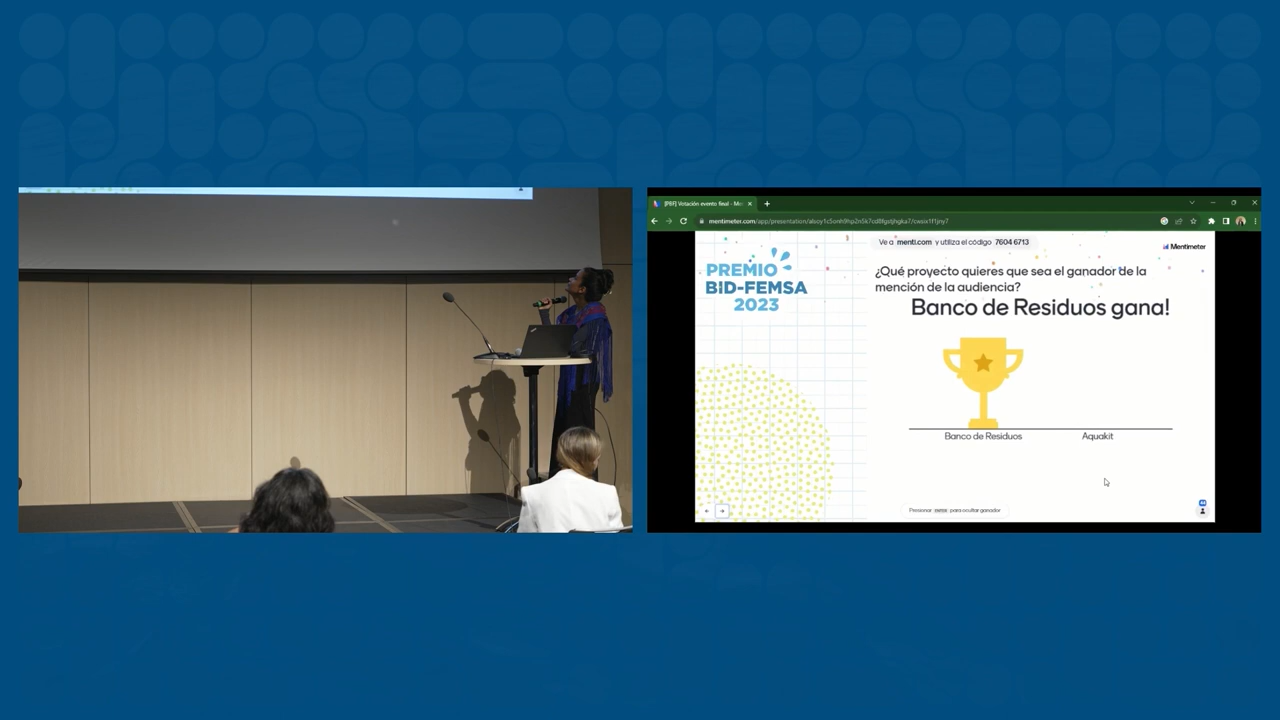 [PBF] Votación evento final - Me
mentimeter.com/app/presentation/
Ve a menti.com y utiliza el código 7604 6713
Mentimeter
PREMIO
BID-FEMSA
2023
¿Qué proyecto quieres que sea el ganador de la
mención de la audiencia?
Banco de Residuos gana!
Banco de Residuos
Aquakit
Presionar para ocultar ganador